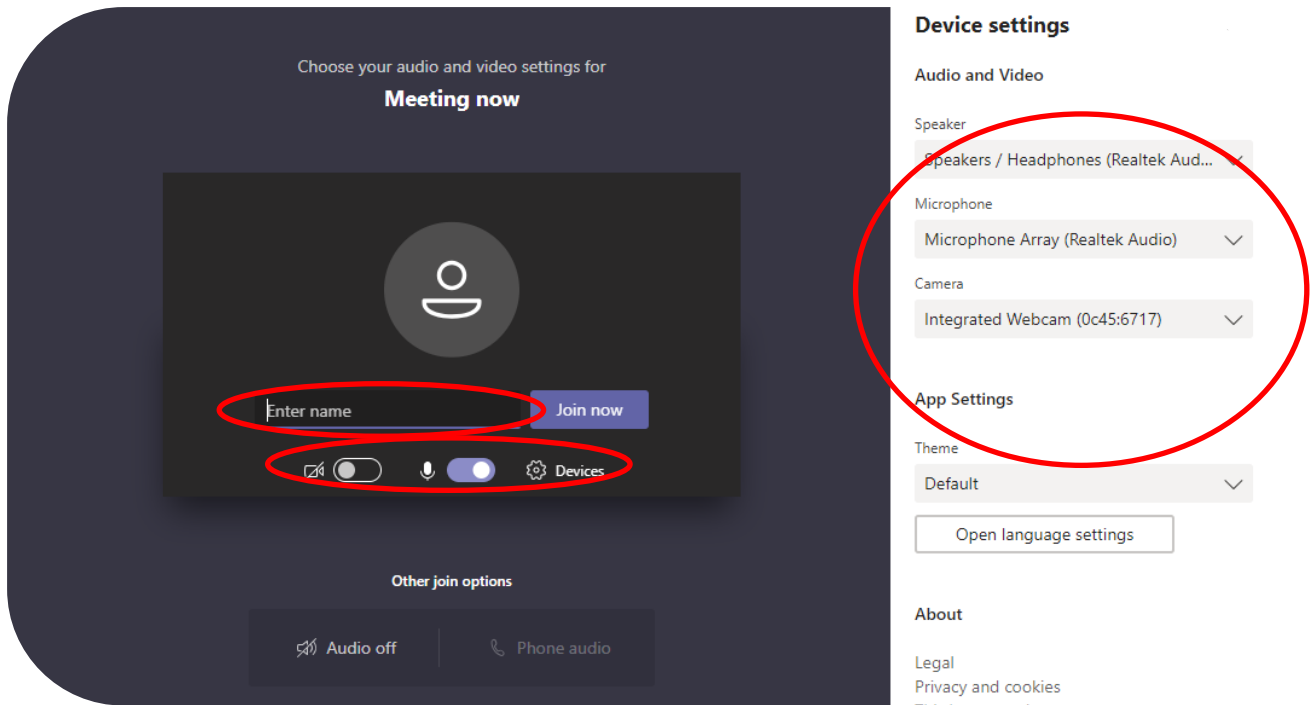 Choose your audio and video settings for
Meeting now
Enter name
Join now
Devices
Other join options
Audio off
Phone audio
Device settings
Audio and Video
Speaker
Speakers / Headphones (Realtek Aud...
Microphone
Microphone Array (Realtek Audio)
Camera
Integrated Webcam (0c45:6717)
App Settings
Theme
Default
Open language settings
About
Legal
Privacy and cookies